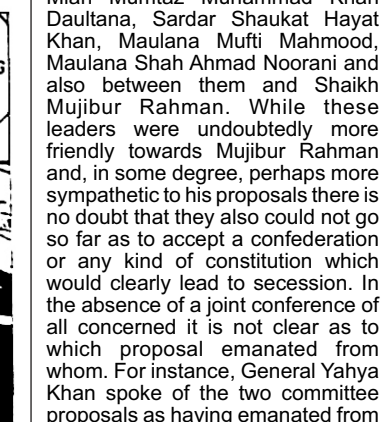 Mian Mumtaz Muhammad Khan
Daultana, Sardar Shaukat Hayat
Khan, Maulana Mufti Mahmood,
Maulana Shah Ahmad Noorani and
also between them and Shaikh
Mujibur Rahman. While these
leaders were undoubtedly more
friendly towards Mujibur Rahman
and, in some degree, perhaps more
sympathetic to his proposals there is
no doubt that they also could not go
so far as to accept a confederation
or any kind of constitution which
would clearly lead to secession. In
the absence of a joint conference of
all concerned it is not clear as to
which proposal emanated from
whom. For instance, General Yahya
Khan spoke of the two committee
proposals as having emanated from